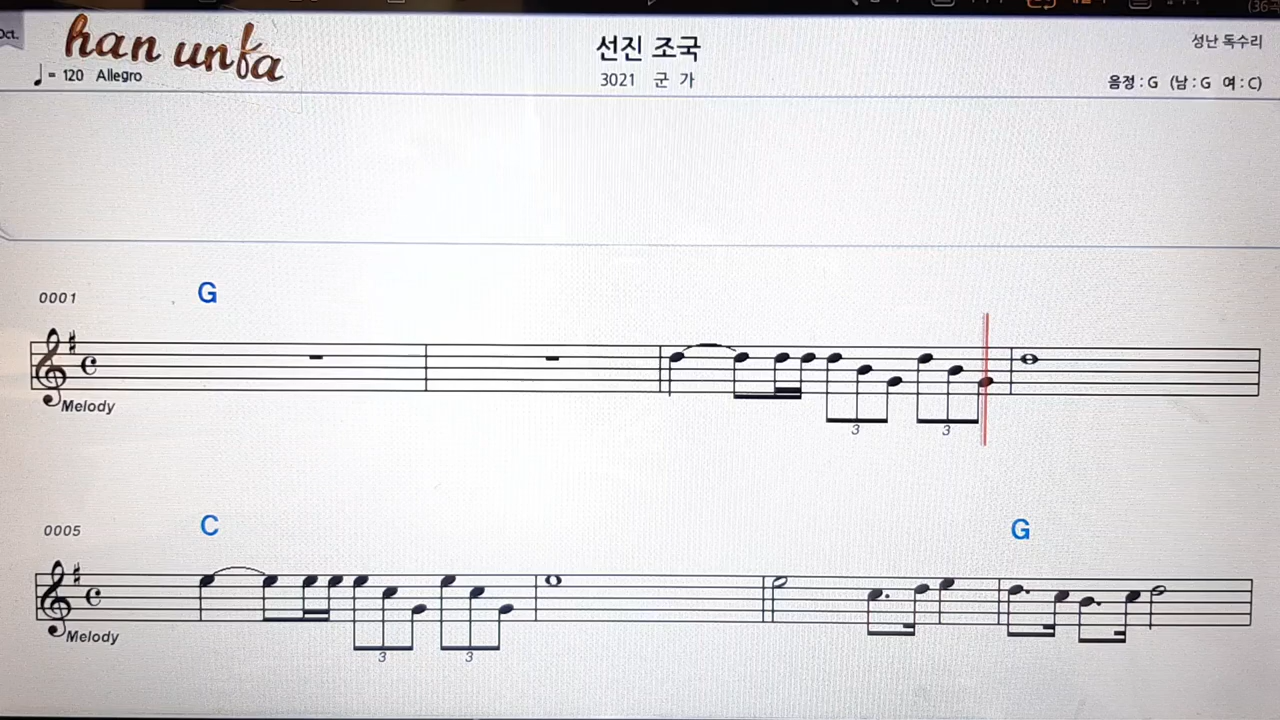 Oct.
han unfa
♩= 120 Allegro
선진 조국
3021 군 가
성난 독수리
음정 : G (남 : G 여 : C)
0001
G
Melody
3
3
0005
C
G
Melody
3
3